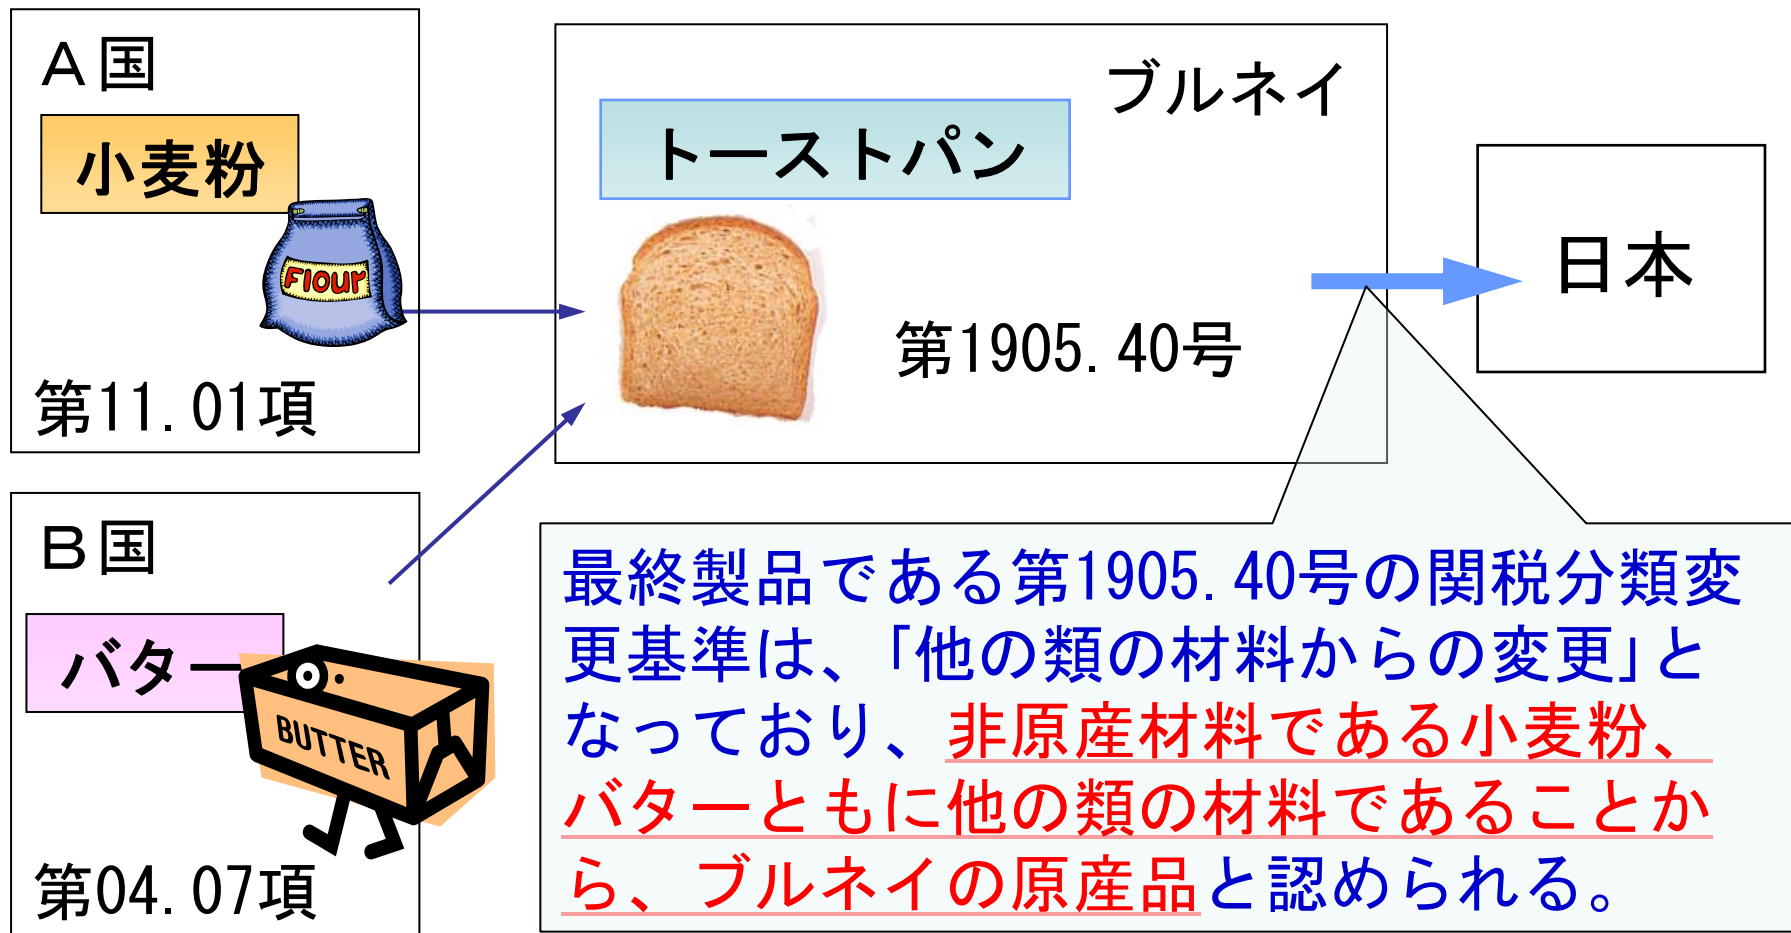 A国
小麦粉
Flour
第11.01項
B国
バター
BUTTER
第04.07項
ブルネイ
トーストパン
第1905.40号
日本
最終製品である第1905.40号の関税分類変
更基準は、「他の類の材料からの変更」と
なっており、非原産材料である小麦粉、
バターともに他の類の材料であることか
ら、ブルネイの原産品と認められる。